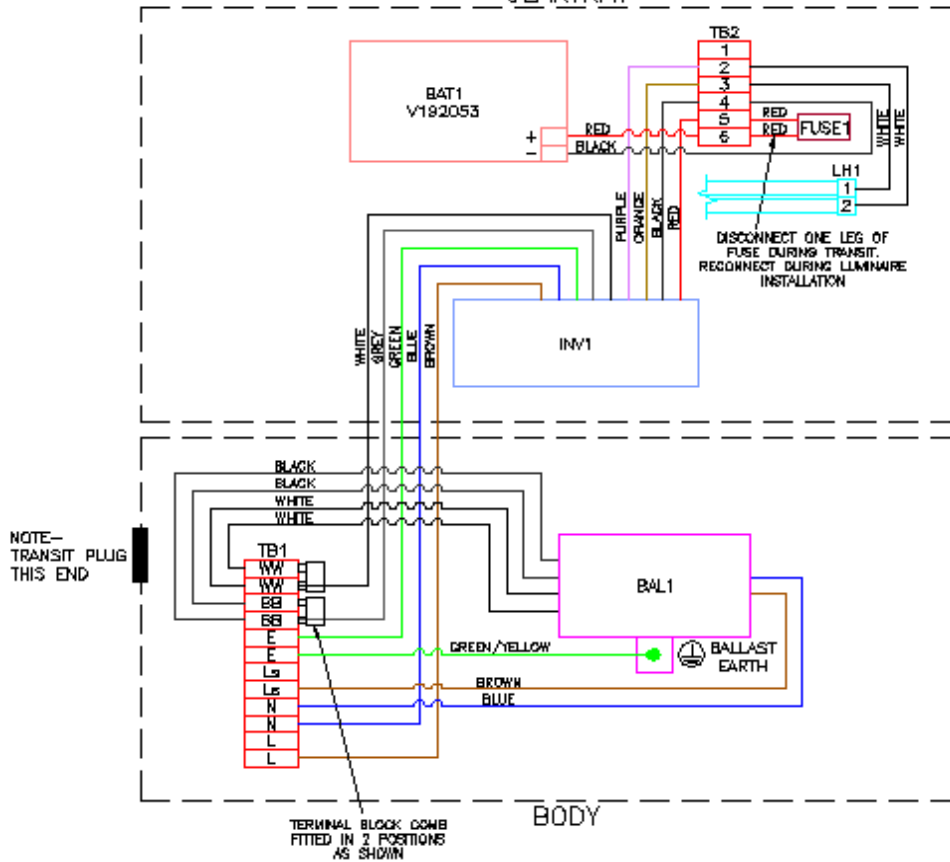 TB2
1
2
3
4
5
6
BAT1
V192053
+
−
RED
BLACK
RED
RED
FUSE1
WHITE
WHITE
LH1
1
2
PURPLE
ORANGE
BLACK
RED
DISCONNECT ONE LEG OF
FUSE DURING TRANSIT.
RECONNECT DURING LUMINAIRE
INSTALLATION
WHITE
GREY
GREEN
BLUE
BROWN
INV1
BLACK
BLACK
WHITE
WHITE
NOTE–
TRANSIT PLUG
THIS END
TB1
WW
WW
BB
BB
E
E
Ls
Ls
N
N
L
L
BAL1
GREEN/YELLOW
BALLAST
EARTH
BROWN
BLUE
BODY
TERMINAL BLOCK COMB
FITTED IN 2 POSITIONS
AS SHOWN